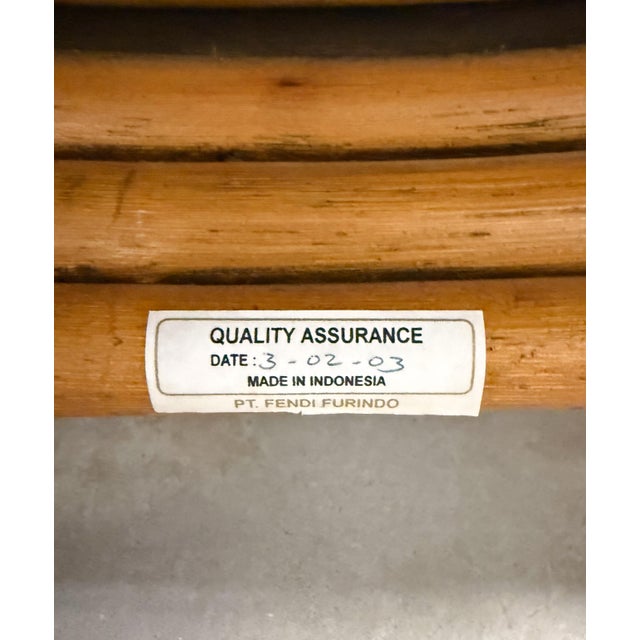 QUALITY ASSURANCE
DATE : 3-02-03
MADE IN INDONESIA
PT. FENDI FURINDO